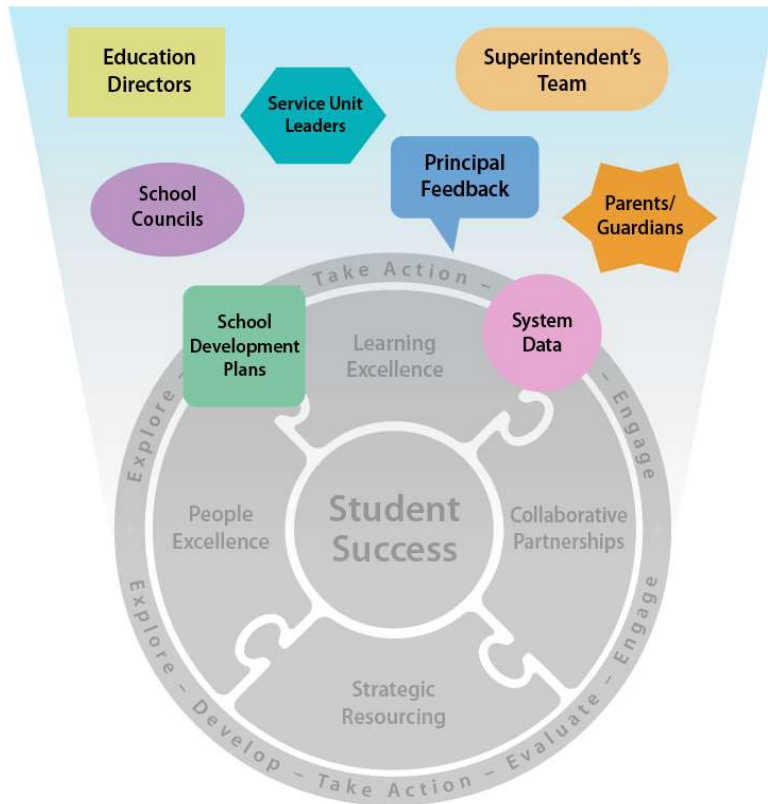 Education
Directors
Superintendent's
Team
Service Unit
Leaders
Principal
Feedback
School
Councils
Parents/
Guardians
School
Development
Plans
System
Data
Explore – – Take Action – – Engage
Learning
Excellence
People
Excellence
Student
Success
Collaborative
Partnerships
Strategic
Resourcing
Explore – Develop – Take Action – Evaluate – Engage